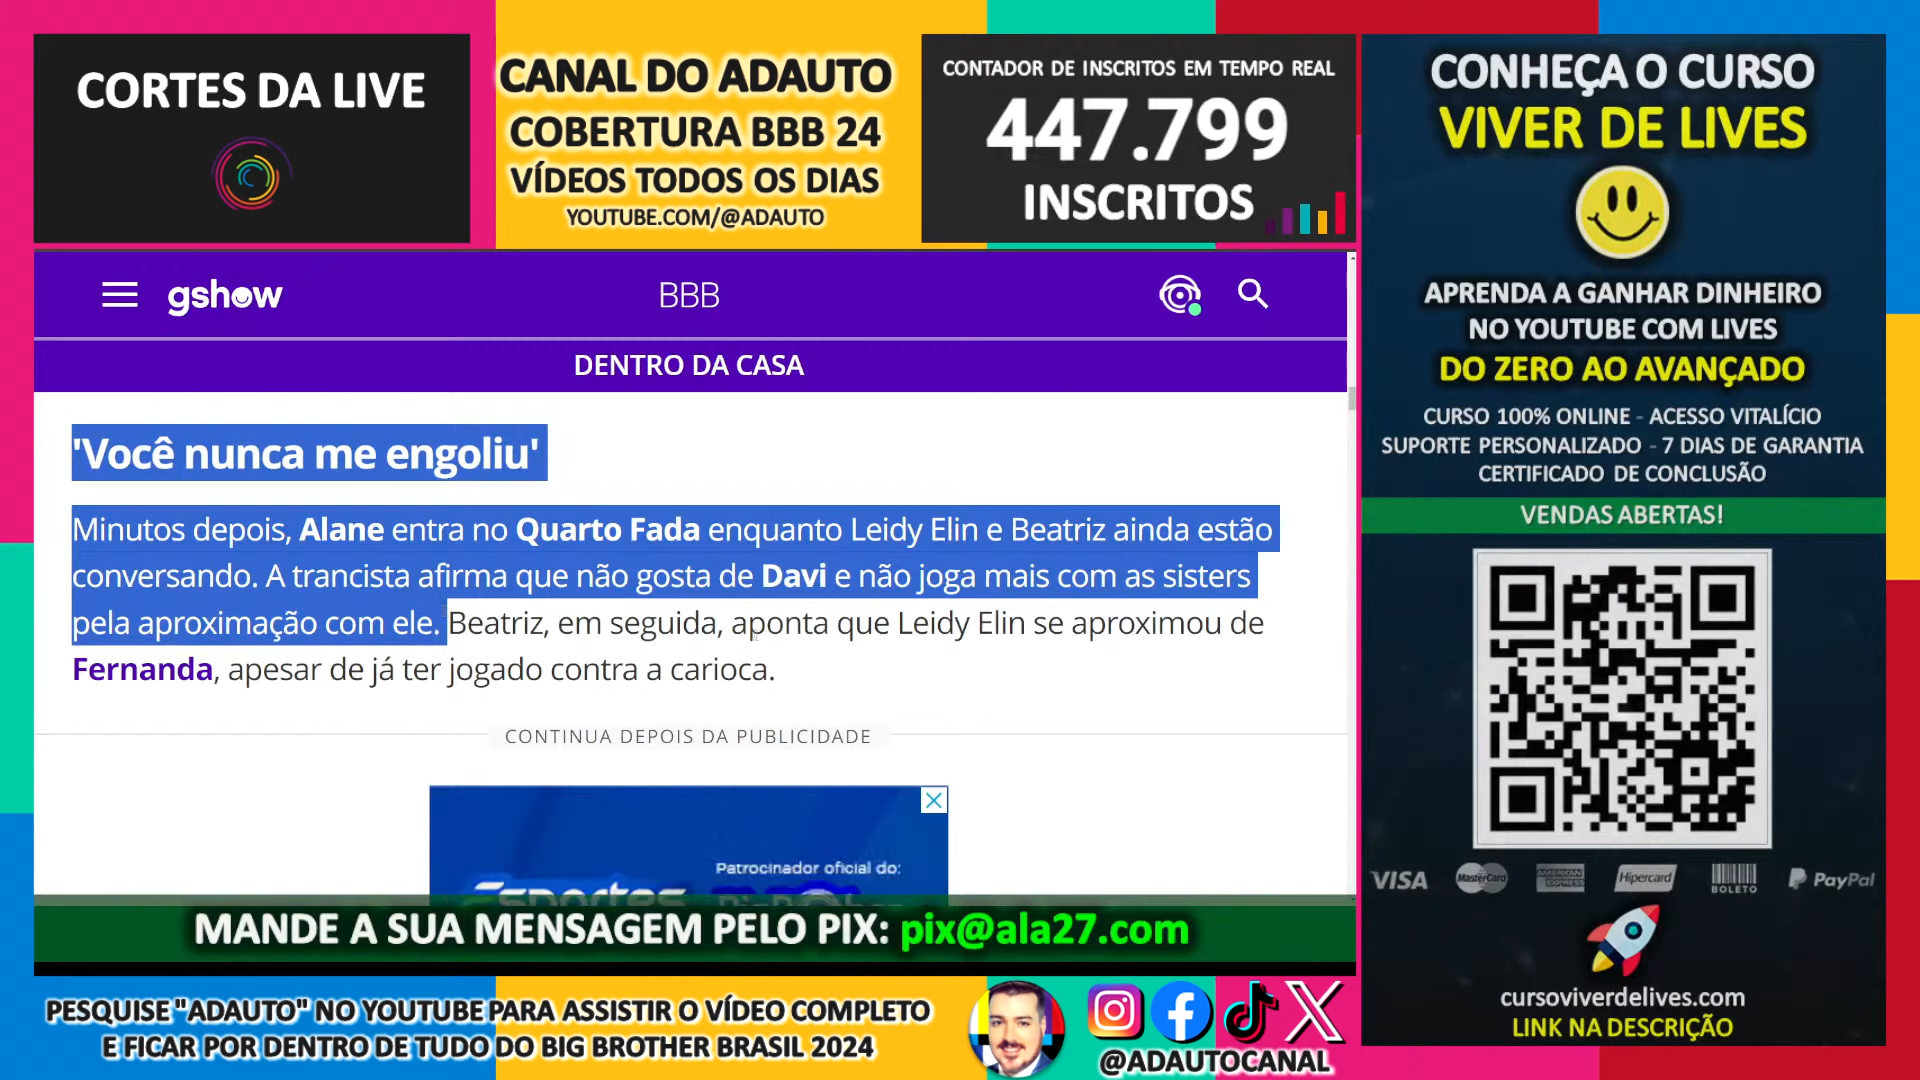 CORTES DA LIVE
CANAL DO ADAUTO
COBERTURA BBB 24
VÍDEOS TODOS OS DIAS
YOUTUBE.COM/@ADAUTO
CONTADOR DE INSCRITOS EM TEMPO REAL
447.799
INSCRITOS
CONHEÇA O CURSO
VIVER DE LIVES
APRENDA A GANHAR DINHEIRO
NO YOUTUBE COM LIVES
DO ZERO AO AVANÇADO
CURSO 100% ONLINE - ACESSO VITALÍCIO
SUPORTE PERSONALIZADO - 7 DIAS DE GARANTIA
CERTIFICADO DE CONCLUSÃO
VENDAS ABERTAS!
VISA MasterCard AMERICAN EXPRESS Hipercard BOLETO PayPal
cursoviverdelives.com
LINK NA DESCRIÇÃO
gshow
BBB
DENTRO DA CASA
'Você nunca me engoliu'
Minutos depois, Alane entra no Quarto Fada enquanto Leidy Elin e Beatriz ainda estão
conversando. A trancista afirma que não gosta de Davi e não joga mais com as sisters
pela aproximação com ele. Beatriz, em seguida, aponta que Leidy Elin se aproximou de
Fernanda, apesar de já ter jogado contra a carioca.
CONTINUA DEPOIS DA PUBLICIDADE
Patrocinador oficial do:
Esportes
MANDE A SUA MENSAGEM PELO PIX: pix@ala27.com
PESQUISE "ADAUTO" NO YOUTUBE PARA ASSISTIR O VÍDEO COMPLETO
E FICAR POR DENTRO DE TUDO DO BIG BROTHER BRASIL 2024
@ADAUTOCANAL